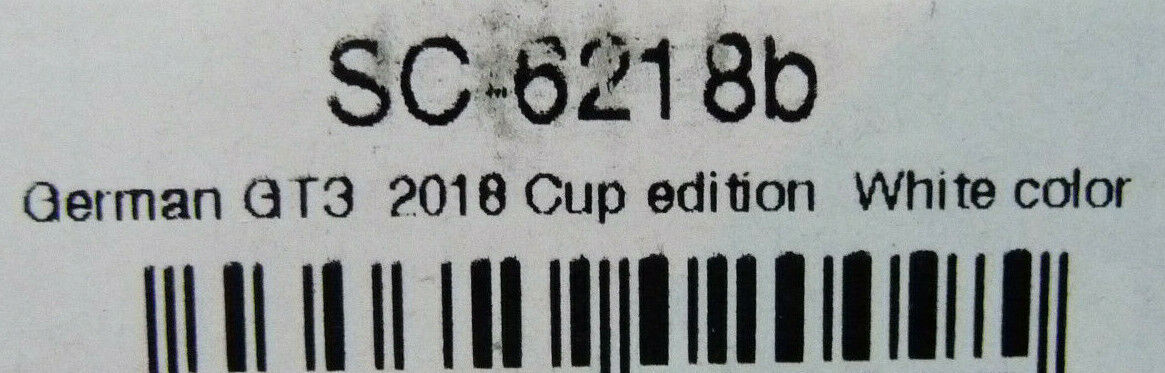 SC-6218b
German GT3 2018 Cup edition White color